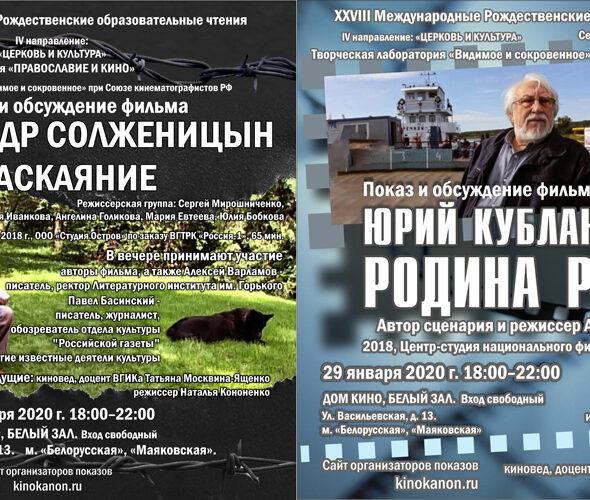 Рождественские образовательные чтения
IV направление:
«ЦЕРКОВЬ И КУЛЬТУРА»
я «ПРАВОСЛАВИЕ И КИНО»
имое и сокровенное» при Союзе кинематографистов РФ
и обсуждение фильма
ДР СОЛЖЕНИЦЫН
АСКАЯНИЕ
Режиссерская группа: Сергей Мирошниченко,
я Иванкова, Ангелина Голикова, Мария Евтеева, Юлия Бобкова
2018 г., ООО «Студия Остров» по заказу ВГТРК «Россия-1», 65 мин.
В вечере принимают участие
авторы фильма, а также Алексей Варламов -
писатель, ректор Литературного института им. Горького
Павел Басинский -
писатель, журналист,
обозреватель отдела культуры
"Российской газеты"
гие известные деятели культуры
ущие: киновед, доцент ВГИКа Татьяна Москвина-Ященко
режиссер Наталья Кононенко
ря 2020 г. 18:00–22:00
, БЕЛЫЙ ЗАЛ. Вход свободный
13. м. «Белорусская», «Маяковская».
йт организаторов показов
kinokanon.ru
XXVIII Международные Рождественские
IV направление: «ЦЕРКОВЬ И КУЛЬТУРА»
Се
Творческая лаборатория «Видимое и сокровенное»
Показ и обсуждение фильм
ЮРИЙ КУБЛАН
РОДИНА Р
Автор сценария и режиссер А
2018, Центр-студия национального фи
29 января 2020 г. 18:00–22:00
ДОМ КИНО, БЕЛЫЙ ЗАЛ. Вход свободный
Ул. Васильевская, д. 13.
м. «Белорусская», «Маяковская»
Сайт организаторов показов
киновед, доцент
kinokanon.ru